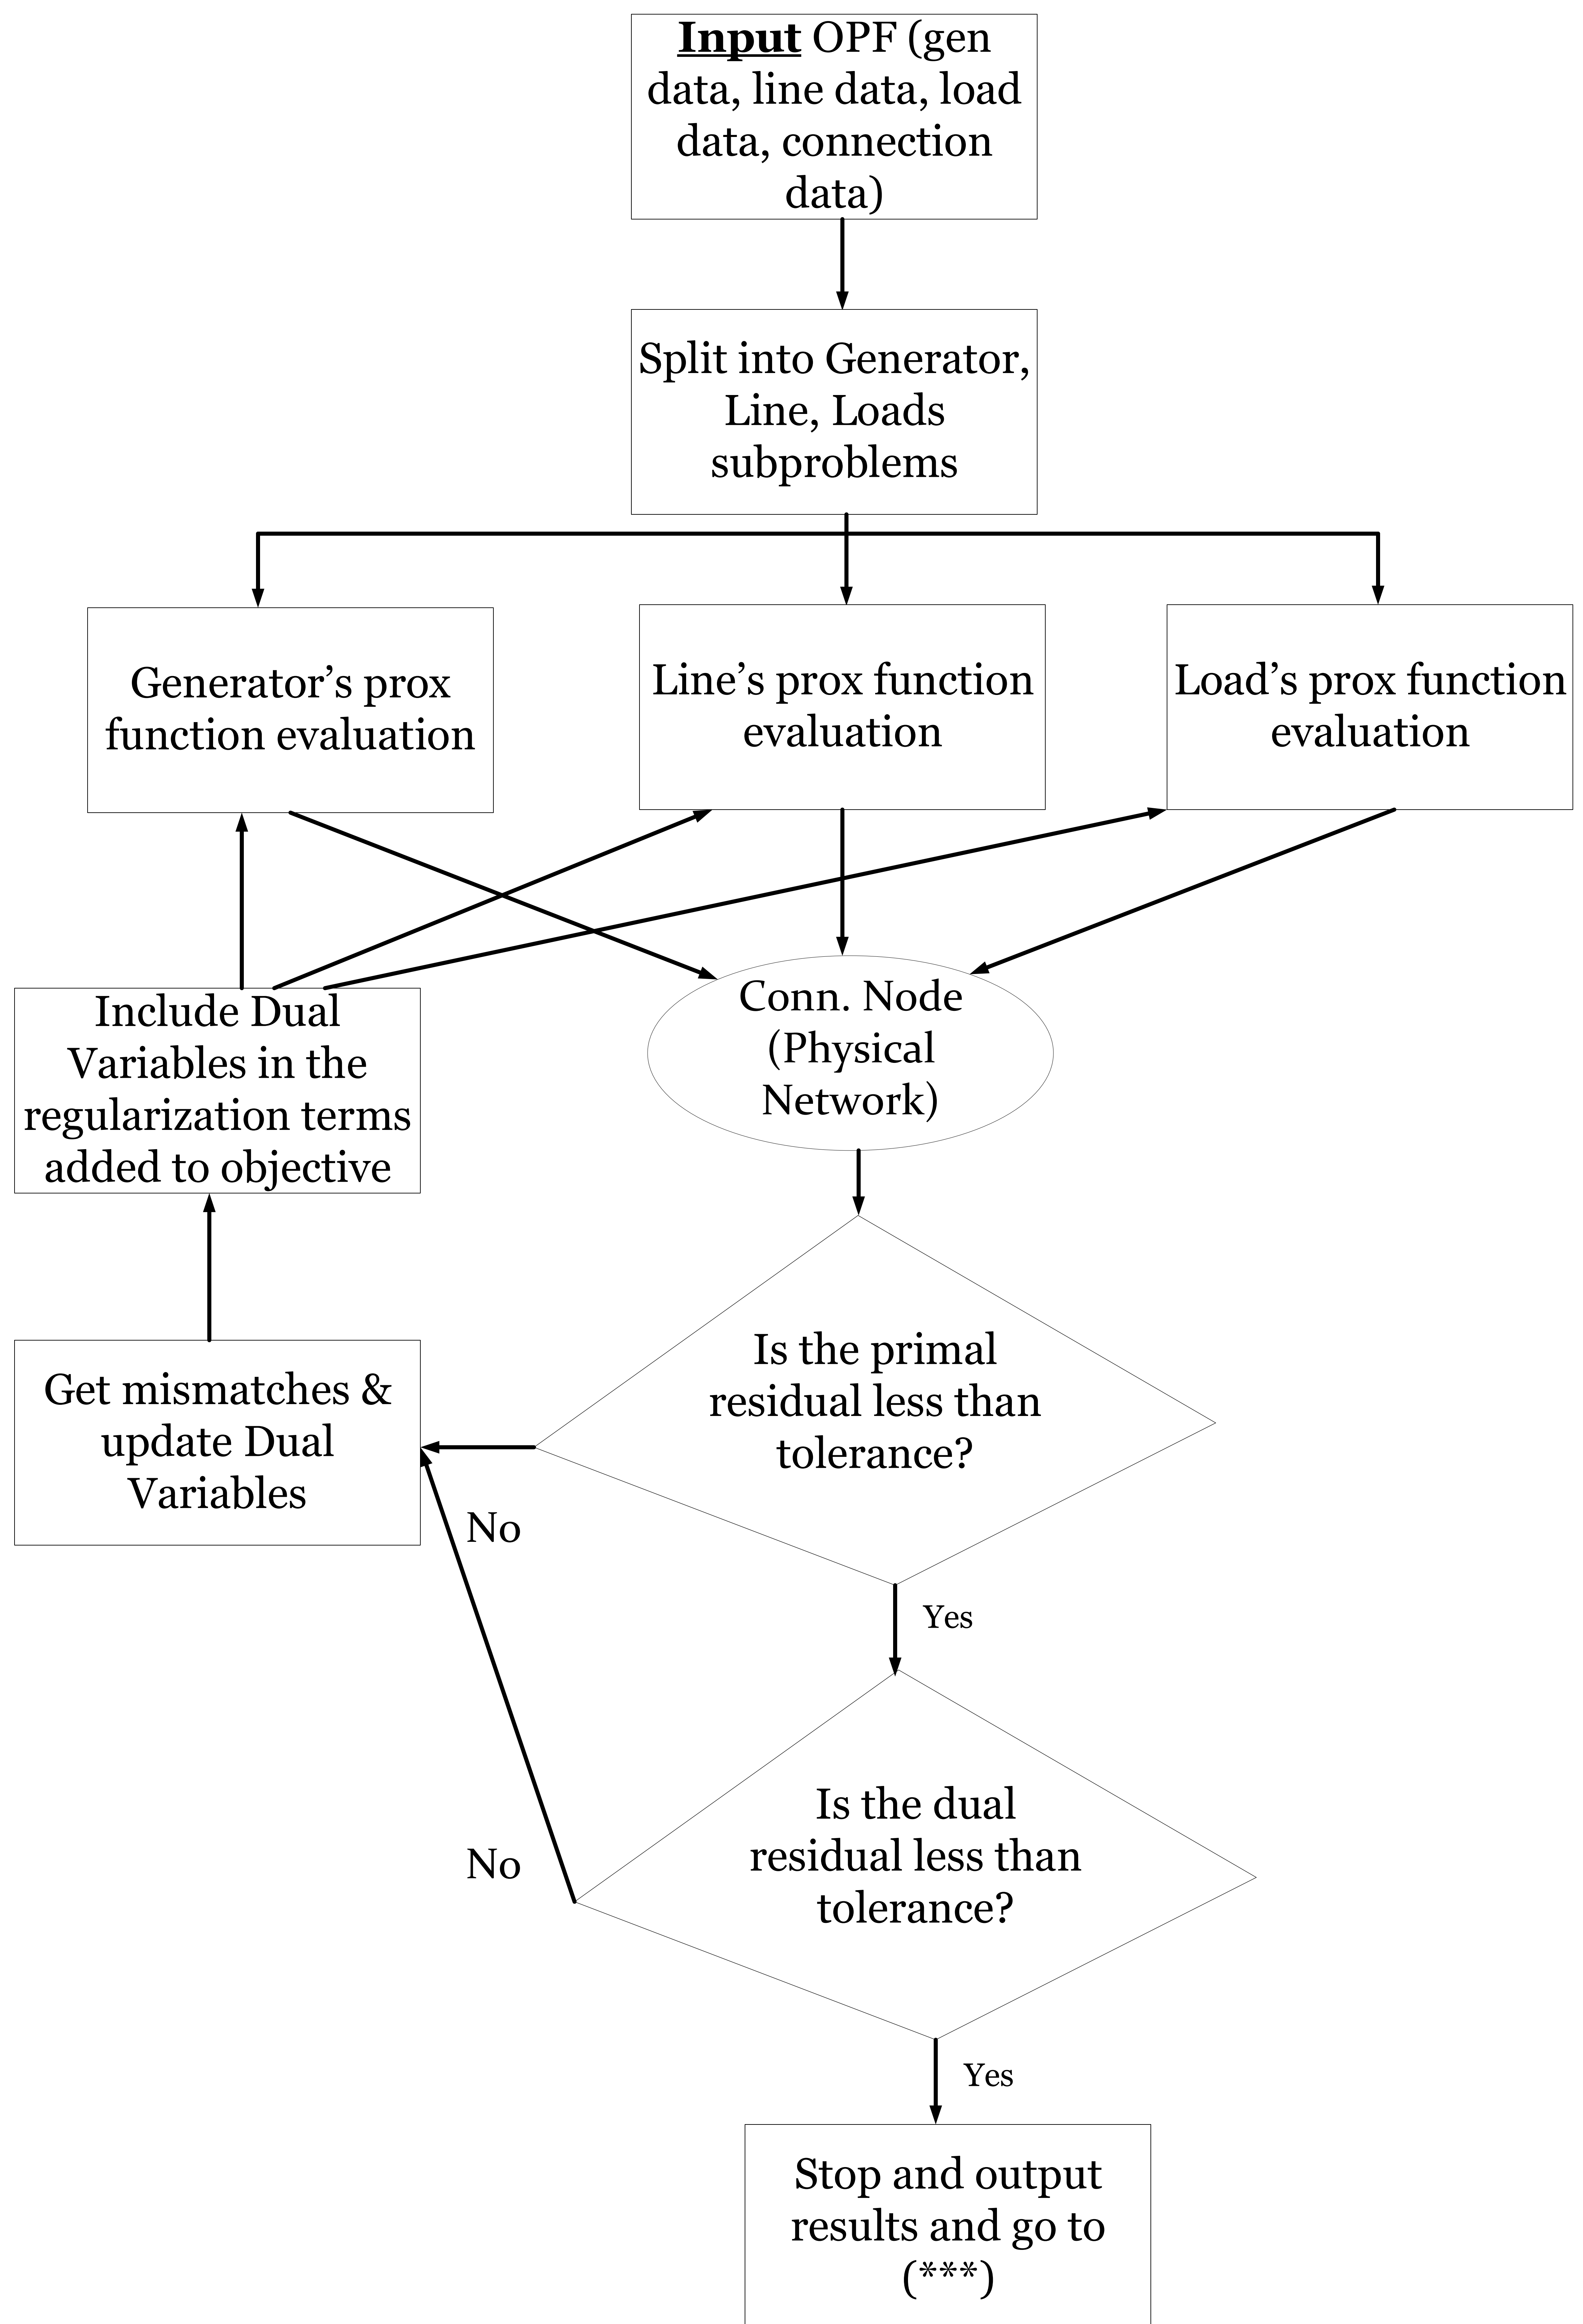 Input OPF (gen
data, line data, load
data, connection
data)
Split into Generator,
Line, Loads
subproblems
Generator’s prox
function evaluation
Line’s prox function
evaluation
Load’s prox function
evaluation
Include Dual
Variables in the
regularization terms
added to objective
Conn. Node
(Physical
Network)
Get mismatches &
update Dual
Variables
Is the primal
residual less than
tolerance?
No
Yes
Is the dual
residual less than
tolerance?
No
Yes
Stop and output
results and go to
(***)